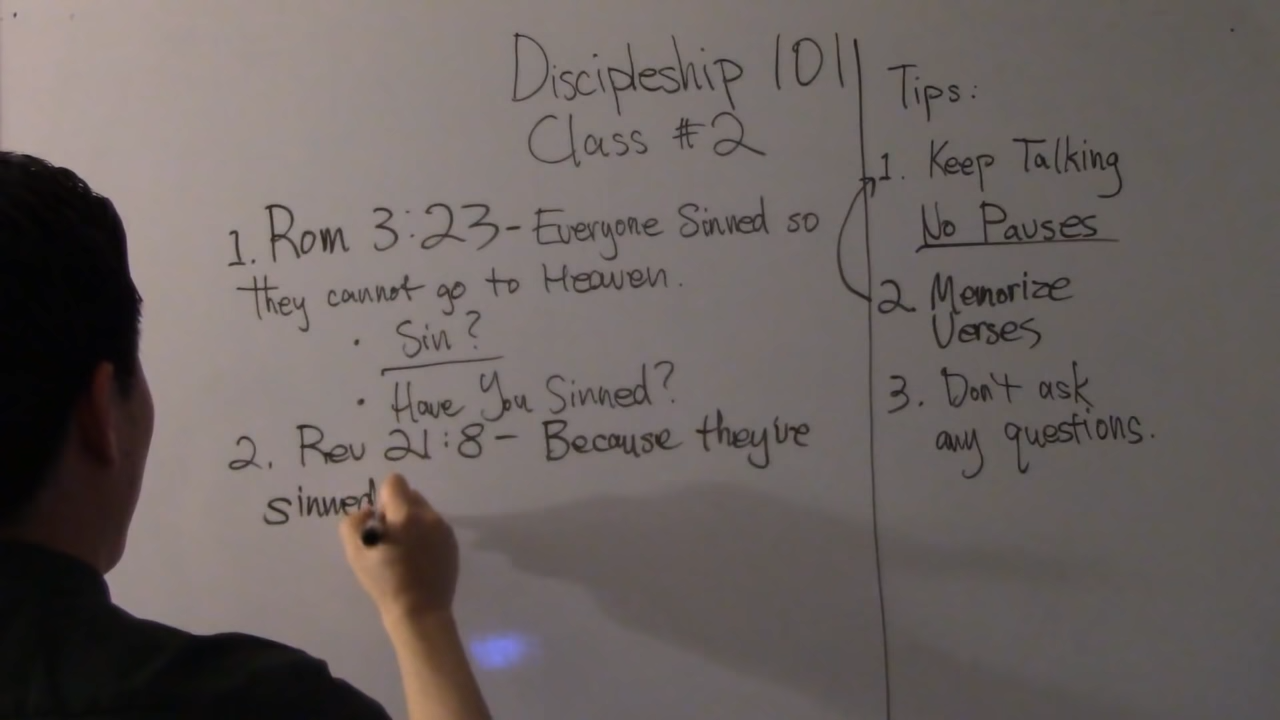 Discipleship 101
Class #2
1. Rom 3:23- Everyone Sinned so
they cannot go to Heaven.
• Sin?
• Have You Sinned?
2. Rev 21:8- Because they've
sinned
Tips:
1. Keep Talking
No Pauses
2 Memorize
Verses
3. Don't ask
any questions.